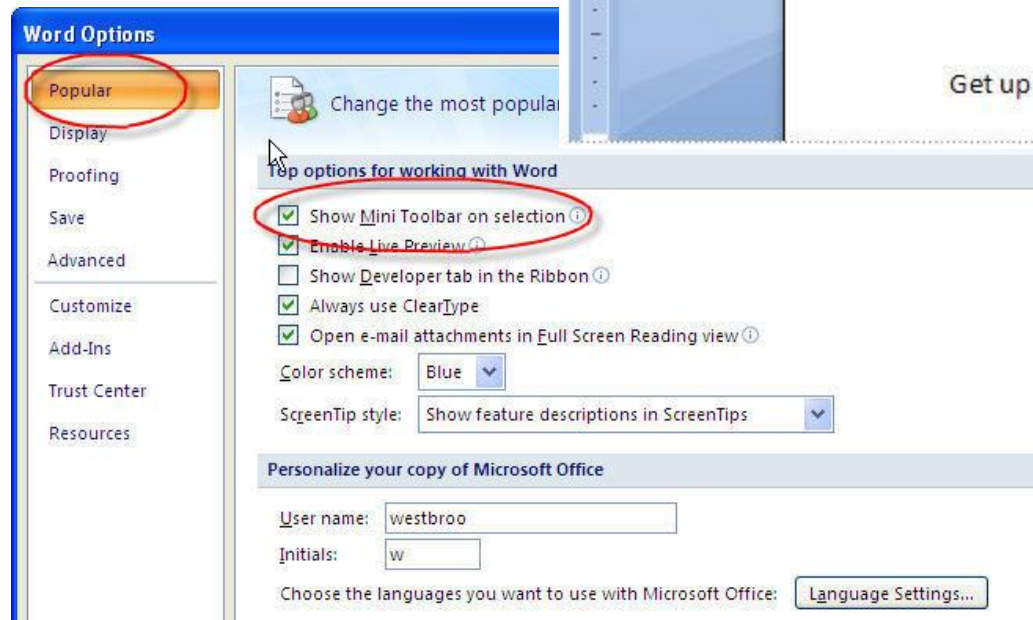 Word Options
Get up
Popular
Display
Proofing
Save
Advanced
Customize
Add-Ins
Trust Center
Resources
Change the most popular
Top options for working with Word
Show Mini Toolbar on selection
Enable Live Preview
Show Developer tab in the Ribbon
Always use ClearType
Open e-mail attachments in Full Screen Reading view
Color scheme: Blue
ScreenTip style: Show feature descriptions in ScreenTips
Personalize your copy of Microsoft Office
User name: westbroo
Initials: w
Choose the languages you want to use with Microsoft Office: Language Settings...